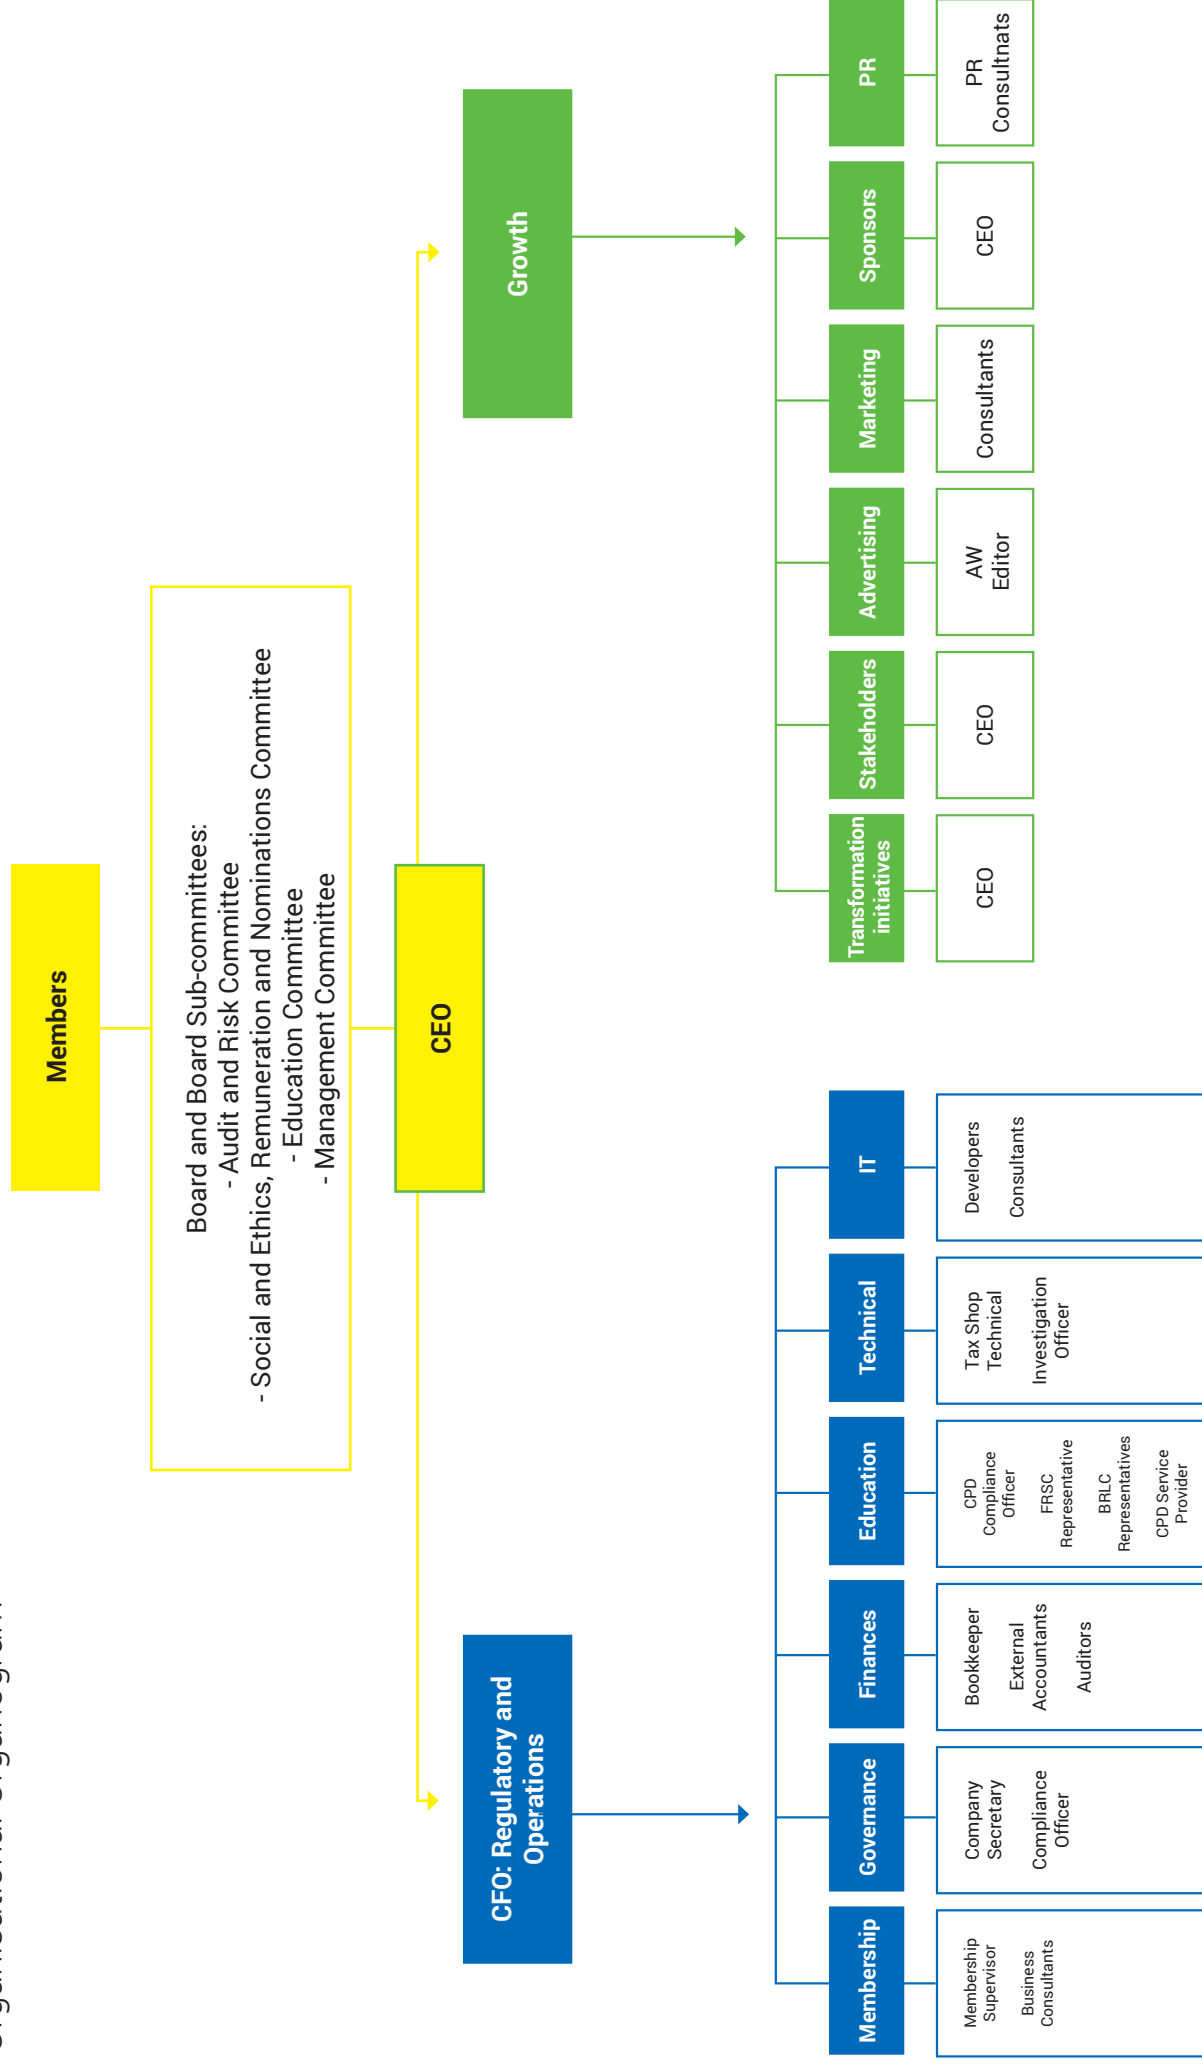 Organisational Organogram
Members
Board and Board Sub-committees:
- Audit and Risk Committee
- Social and Ethics, Remuneration and Nominations Committee
- Education Committee
- Management Committee
CEO
CFO: Regulatory and
Operations
Growth
Membership
Governance
Finances
Education
Technical
IT
Transformation
initiatives
Stakeholders
Advertising
Marketing
Sponsors
PR
Membership
Supervisor
Business
Consultants
Company
Secretary
Compliance
Officer
Bookkeeper
External
Accountants
Auditors
CPD
Compliance
Officer
FRSC
Representative
BRLC
Representatives
CPD Service
Provider
Tax Shop
Technical
Investigation
Officer
Developers
Consultants
CEO
CEO
AW
Editor
Consultants
CEO
PR
Consultnats